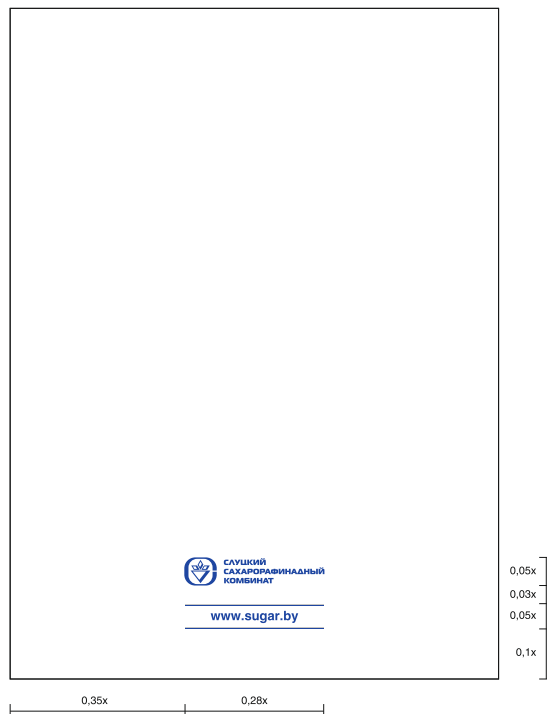 СЛУЦКИЙ
САХАРОРАФИНАДНЫЙ
КОМБИНАТ
www.sugar.by
0,05x
0,03x
0,05x
0,1x
0,35x
0,28x